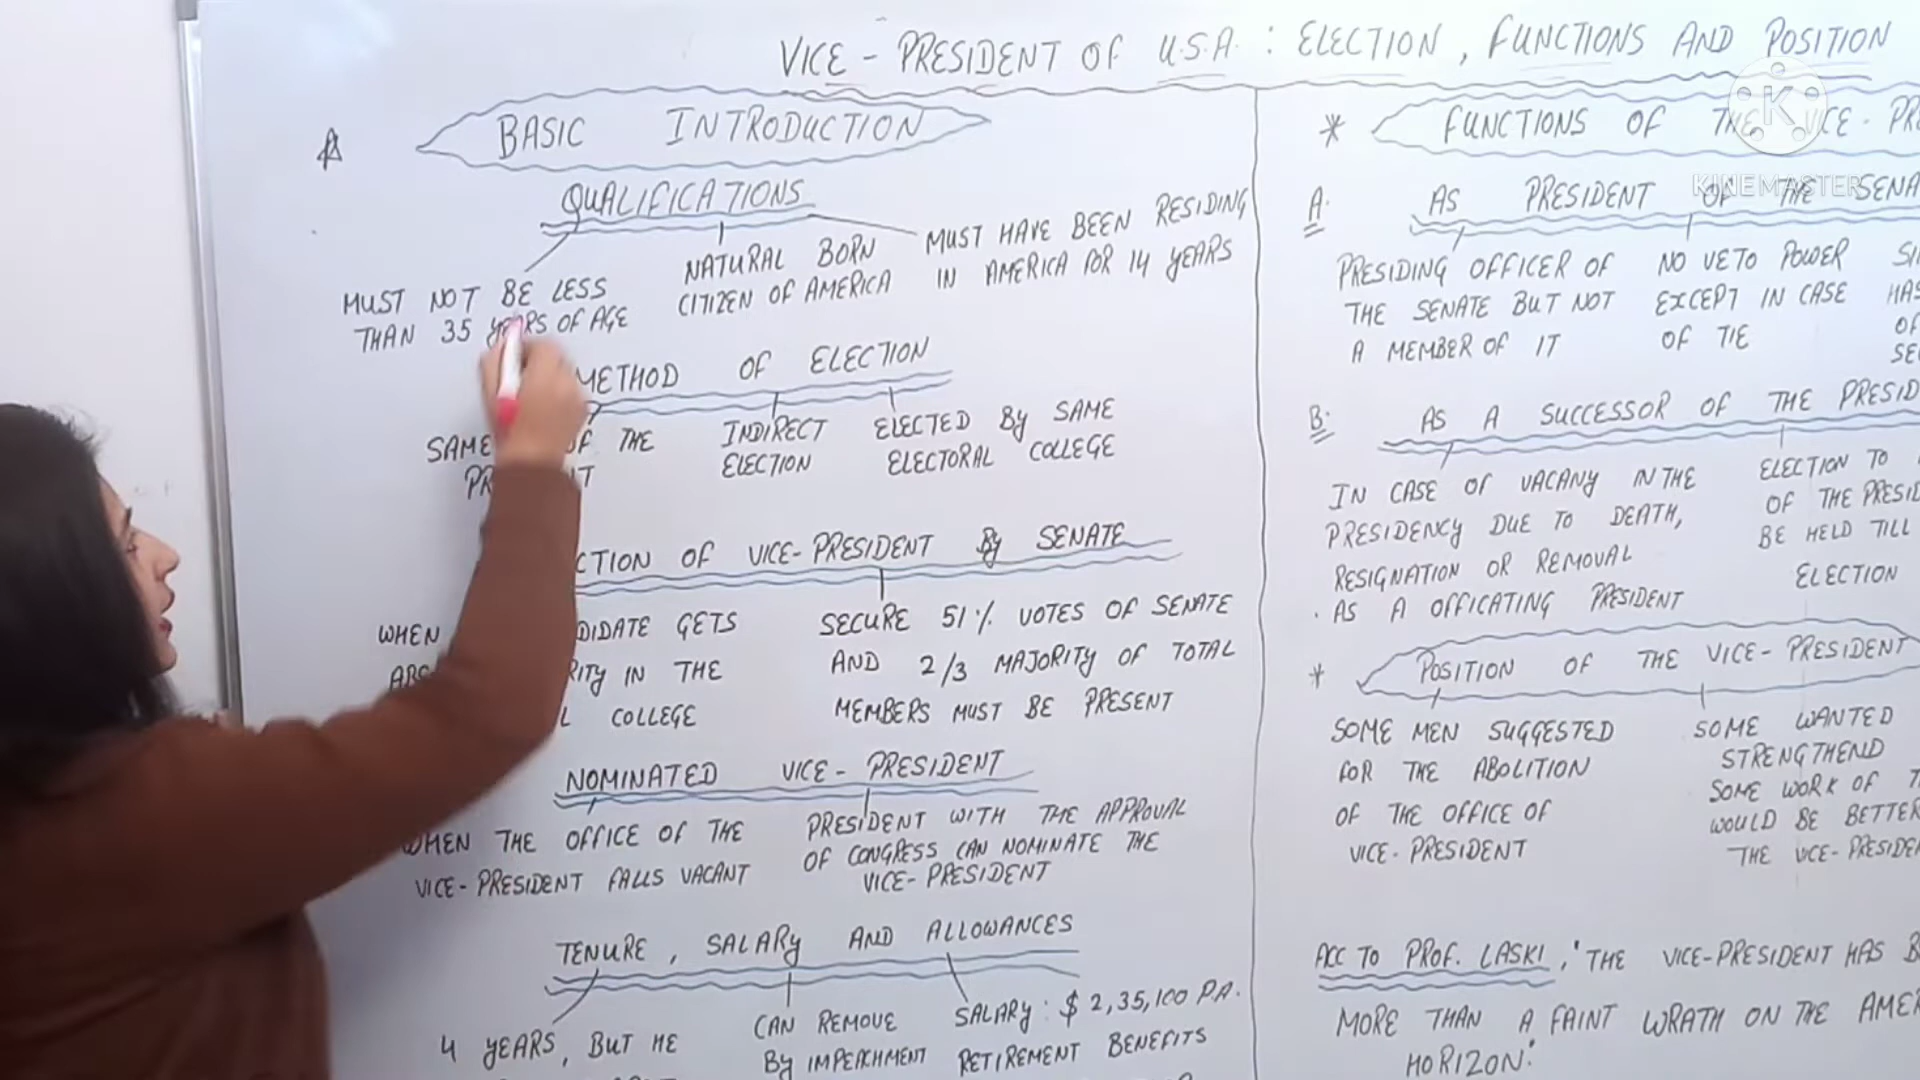 VICE-PRESIDENT OF U.S.A. : ELECTION, FUNCTIONS AND POSITION
BASIC INTRODUCTION
QUALIFICATIONS
MUST NOT BE LESS
THAN 35 YEARS OF AGE
NATURAL BORN
CITIZEN OF AMERICA
MUST HAVE BEEN RESIDING
IN AMERICA FOR 14 YEARS
METHOD OF ELECTION
SAME OF THE
INDIRECT
ELECTION
ELECTED BY SAME
ELECTORAL COLLEGE
OF VICE-PRESIDENT BY SENATE
WHEN GETS
IN THE
COLLEGE
SECURE 51% VOTES OF SENATE
AND 2/3 MAJORITY OF TOTAL
MEMBERS MUST BE PRESENT
NOMINATED VICE-PRESIDENT
WHEN THE OFFICE OF THE
VICE-PRESIDENT FALLS VACANT
PRESIDENT WITH THE APPROVAL
OF CONGRESS CAN NOMINATE THE
VICE-PRESIDENT
TENURE, SALARY AND ALLOWANCES
4 YEARS, BUT HE
CAN REMOVE
BY IMPEACHMENT
SALARY: $ 2,35,100 P.A.
RETIREMENT BENEFITS
* FUNCTIONS OF THE VICE-
A. AS PRESIDENT OF THE
PRESIDING OFFICER OF
THE SENATE BUT NOT
A MEMBER OF IT
NO VETO POWER
EXCEPT IN CASE
OF TIE
HAS
OF
B. AS A SUCCESSOR OF THE
IN CASE OF VACANY IN THE
PRESIDENCY DUE TO DEATH,
RESIGNATION OR REMOVAL
. AS A OFFICATING PRESIDENT
ELECTION TO
OF THE
BE HELD TILL
ELECTION
* POSITION OF THE VICE-PRESIDENT
SOME MEN SUGGESTED
FOR THE ABOLITION
OF THE OFFICE OF
VICE-PRESIDENT
SOME WANTED
STRENGTHEND
SOME WORK OF
WOULD BE BETTER
THE VICE-
ACC TO PROF. LASKI, 'THE VICE-PRESIDENT HAS
MORE THAN A FAINT WRATH ON THE
HORIZON.'
K
KINEMASTER